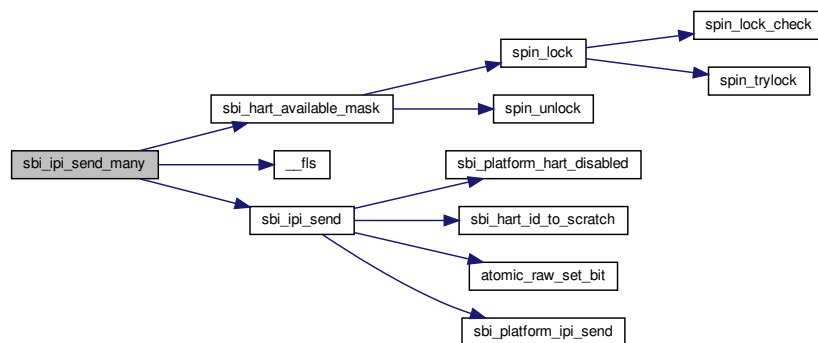 sbi_ipi_send_many
sbi_hart_available_mask
spin_lock
spin_lock_check
spin_trylock
spin_unlock
__fls
sbi_ipi_send
sbi_platform_hart_disabled
sbi_hart_id_to_scratch
atomic_raw_set_bit
sbi_platform_ipi_send